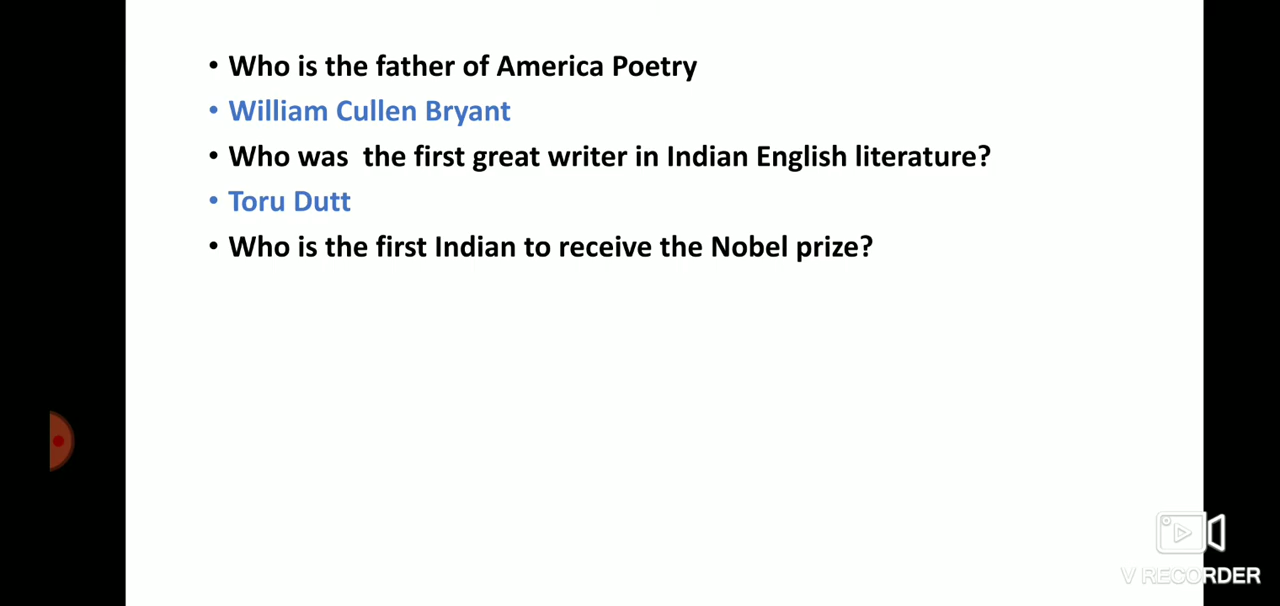 • Who is the father of America Poetry
• William Cullen Bryant
• Who was the first great writer in Indian English literature?
• Toru Dutt
• Who is the first Indian to receive the Nobel prize?
V RECORDER